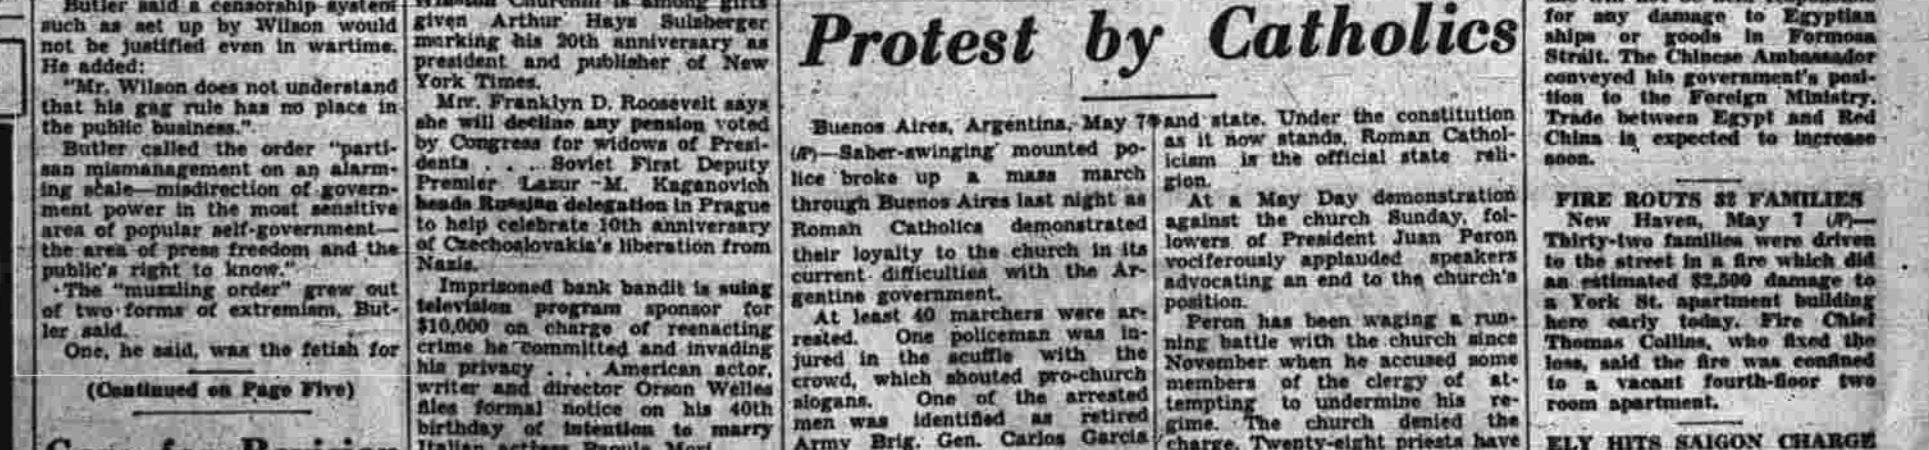 Butler said a censorship system
such as set up by Wilson would
not be justified even in wartime.
He added:
"Mr. Wilson does not understand
that his gag rule has no place in
the public business.".
Butler called the order "parti-
san mismanagement on an alarm-
ing scale—misdirection of govern-
ment power in the most sensitive
area of popular self-government—
the area of press freedom and the
public's right to know."
The "muzzling order" grew out
of two forms of extremism, But-
ler said.
One, he said, was the fetish for
(Continued on Page Five)
Churchill is among gifts
given Arthur Hays Sulzberger
marking his 20th anniversary as
president and publisher of New
York Times.
Mrs. Franklyn D. Roosevelt says
she will decline any pension voted
by Congress for widows of Presi-
dents . . . Soviet First Deputy
Premier Lazur M. Kaganovich
heads Russian delegation in Prague
to help celebrate 10th anniversary
of Czechoslovakia's liberation from
Nazis.
Imprisoned bank bandit is suing
television program sponsor for
$10,000 on charge of reenacting
crime he committed and invading
his privacy . . . American actor,
writer and director Orson Welles
files formal notice on his 40th
birthday of intention to marry
Italian actress Paoula Mori
Protest by Catholics
Buenos Aires, Argentina, May 7
(AP)—Saber-swinging mounted po-
lice broke up a mass march
through Buenos Aires last night as
Roman Catholics demonstrated
their loyalty to the church in its
current difficulties with the Ar-
gentine government.
At least 40 marchers were ar-
rested. One policeman was in-
jured in the scuffle with the
crowd, which shouted pro-church
slogans. One of the arrested
men was identified as retired
Army Brig. Gen. Carlos Garcia
and state. Under the constitution
as it now stands, Roman Cathol-
icism is the official state reli-
gion.
At a May Day demonstration
against the church Sunday, fol-
lowers of President Juan Peron
vociferously applauded speakers
advocating an end to the church's
position.
Peron has been waging a run-
ning battle with the church since
November when he accused some
members of the clergy of at-
tempting to undermine his re-
gime. The church denied the
charge. Twenty-eight priests have
for any damage to Egyptian
ships or goods in Formosa
Strait. The Chinese Ambassador
conveyed his government's posi-
tion to the Foreign Ministry.
Trade between Egypt and Red
China is expected to increase
soon.
FIRE ROUTS 32 FAMILIES
New Haven, May 7 (AP)—
Thirty-two families were driven
to the street in a fire which did
an estimated $2,500 damage to
a York St. apartment building
here early today. Fire Chief
Thomas Collins, who fixed the
loss, said the fire was confined
to a vacant fourth-floor two
room apartment.
ELY HITS SAIGON CHARGE